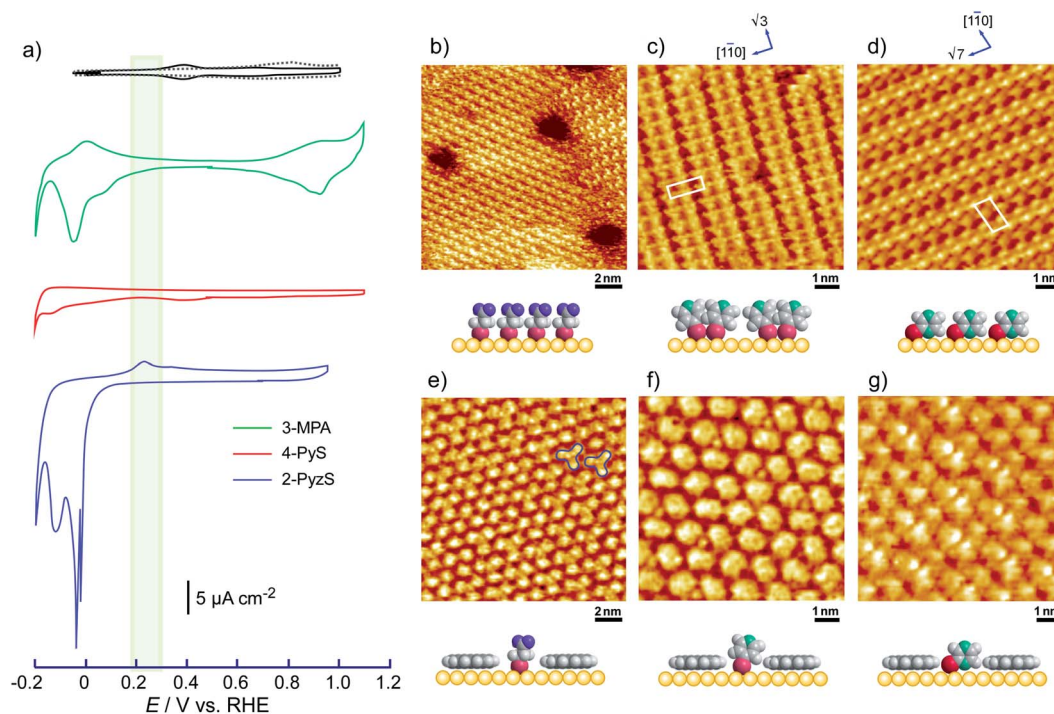 a)
3-MPA
4-PyS
2-PyzS
5 µA cm-2
-0.2 0 0.2 0.4 0.6 0.8 1.0 1.2
E / V vs. RHE
b)
2 nm
√3
[11̅0]
c)
1 nm
[11̅0]
√7
d)
1 nm
e)
2 nm
f)
1 nm
g)
1 nm